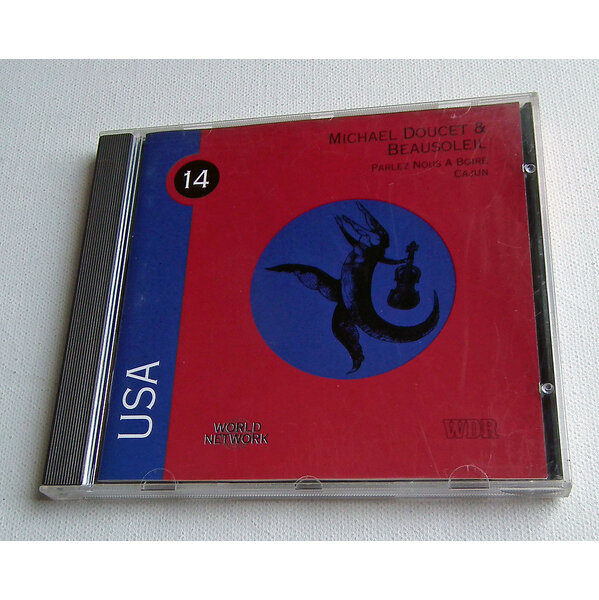 MICHAEL DOUCET &
BEAUSOLEIL
PARLEZ NOUS A BOIRE
CAJUN
14
USA
WORLD
NETWORK
WDR